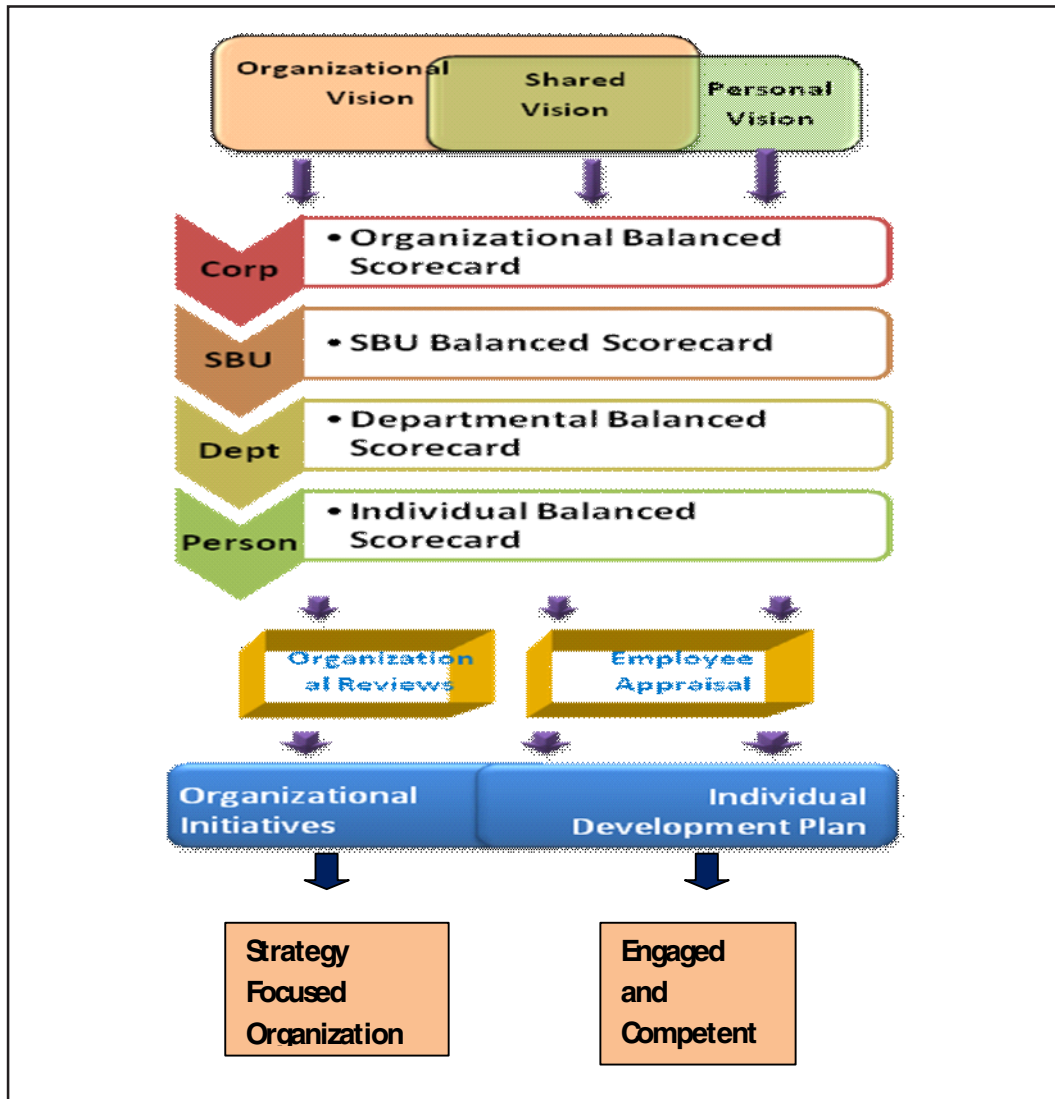 Organizational
Vision
Shared
Vision
Personal
Vision
Corp
• Organizational Balanced
Scorecard
SBU
• SBU Balanced Scorecard
Dept
• Departmental Balanced
Scorecard
Person
• Individual Balanced
Scorecard
Organization
al Reviews
Employee
Appraisal
Organizational
Initiatives
Individual
Development Plan
Strategy
Focused
Organization
Engaged
and
Competent